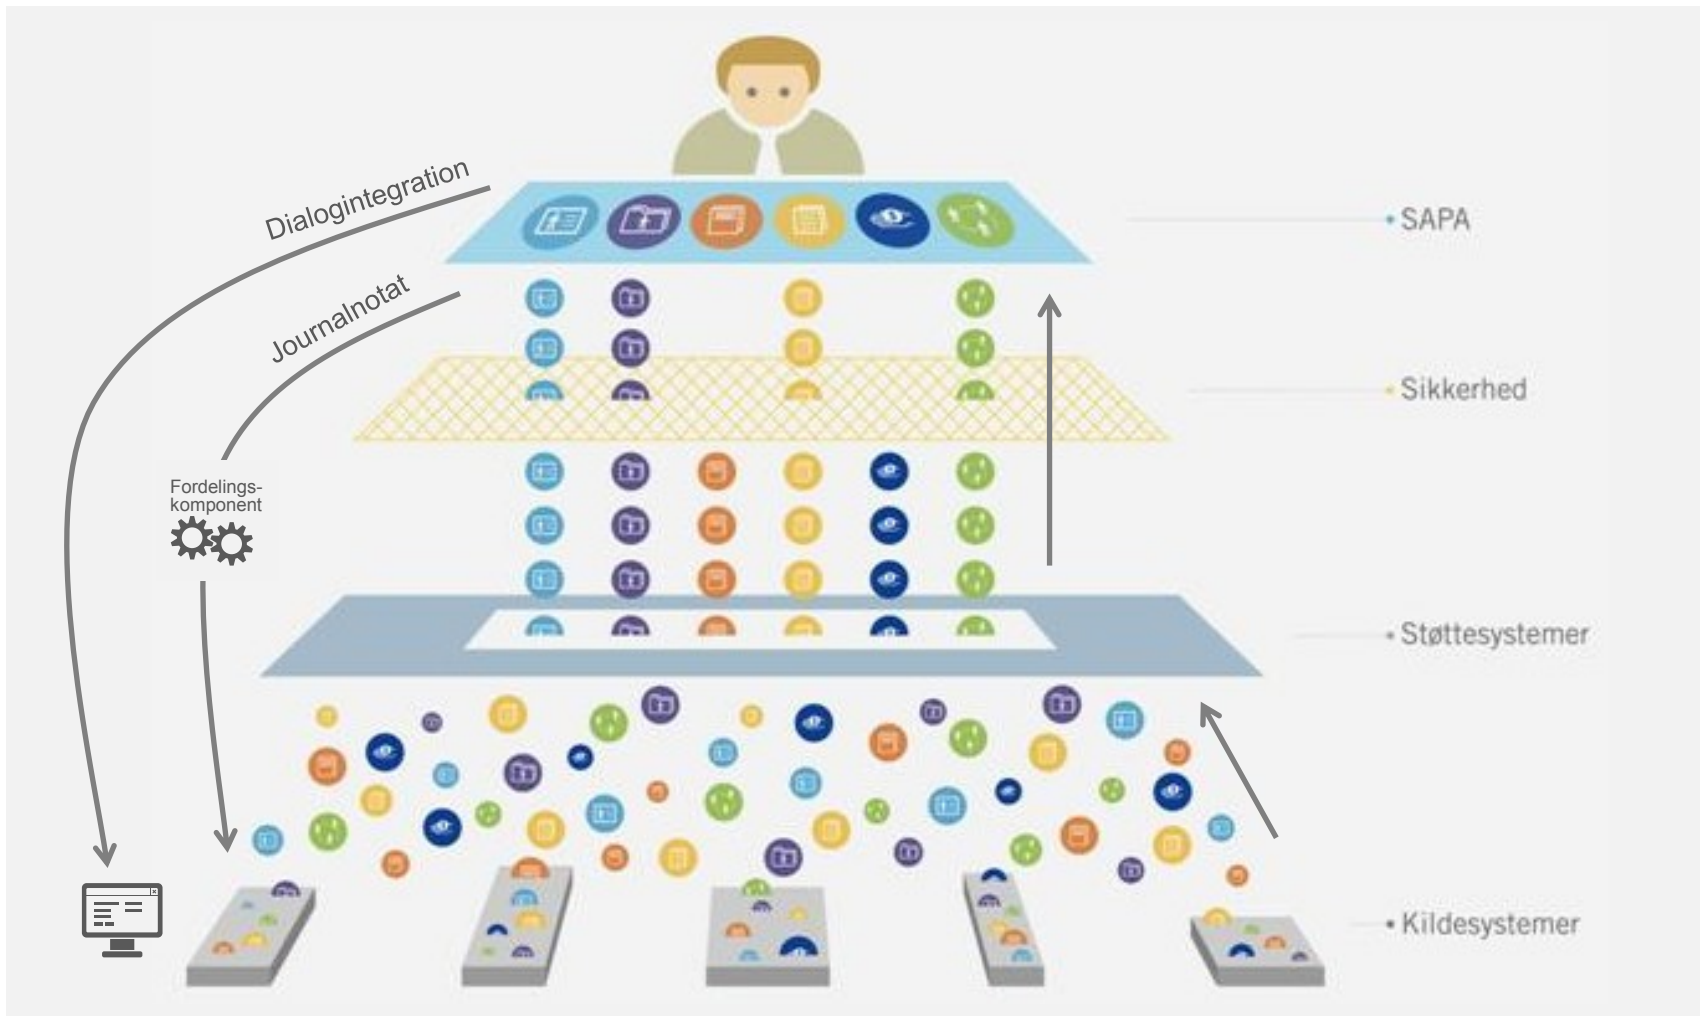 Dialogintegration
Journalnotat
Fordelings-
komponent
SAPA
Sikkerhed
Støttesystemer
Kildesystemer